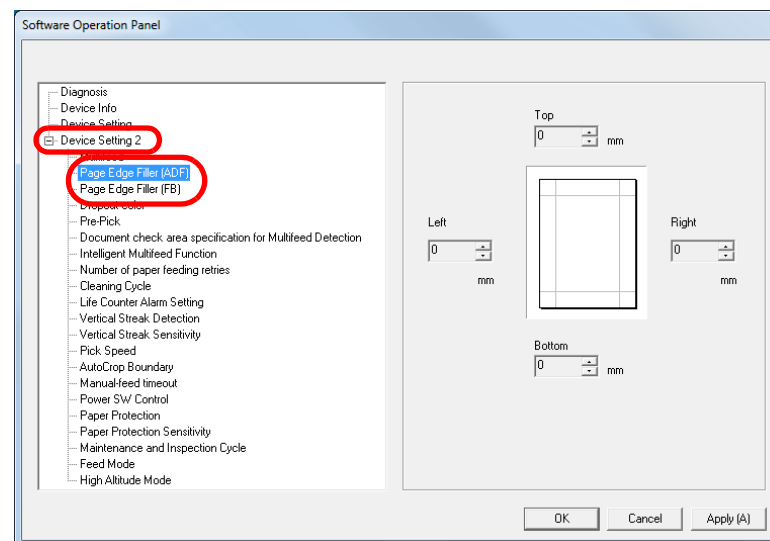 Software Operation Panel
Diagnosis
Device Info
Device Setting
Device Setting 2
Page Edge Filler (ADF)
Page Edge Filler (FB)
Dropout color
Pre-Pick
Document check area specification for Multifeed Detection
Intelligent Multifeed Function
Number of paper feeding retries
Cleaning Cycle
Life Counter Alarm Setting
Vertical Streak Detection
Vertical Streak Sensitivity
Pick Speed
AutoCrop Boundary
Manual-feed timeout
Power SW Control
Paper Protection
Paper Protection Sensitivity
Maintenance and Inspection Cycle
Feed Mode
High Altitude Mode
Top
0 mm
Left
0
mm
Right
0
mm
Bottom
0 mm
OK Cancel Apply (A)